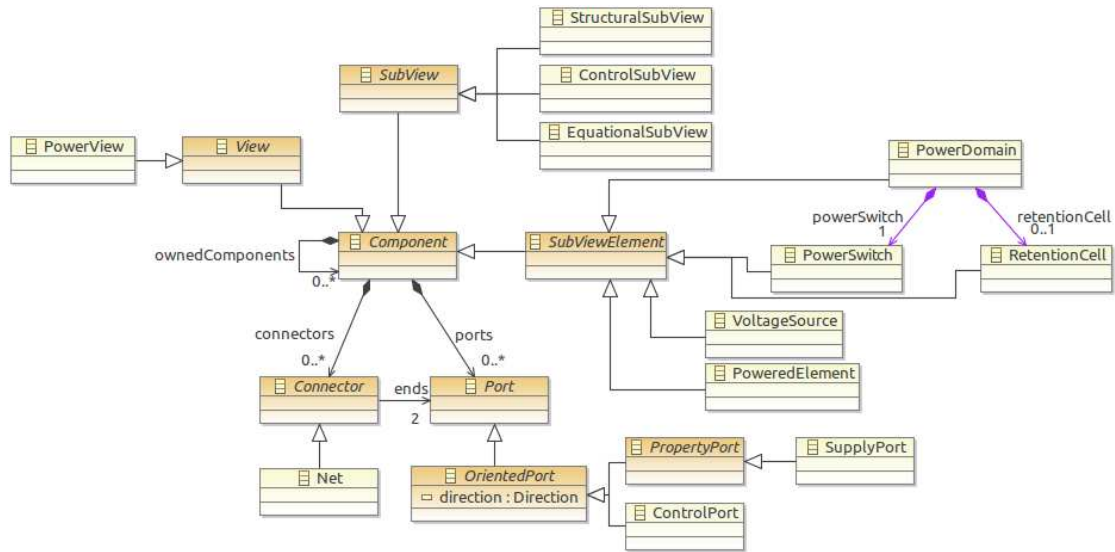 StructuralSubView
SubView
ControlSubView
EquationalSubView
PowerView
View
PowerDomain
powerSwitch
1
retentionCell
0..1
Component
ownedComponents
0..*
SubViewElement
PowerSwitch
RetentionCell
VoltageSource
connectors
0..*
ports
0..*
PoweredElement
Connector
ends
2
Port
PropertyPort
SupplyPort
Net
OrientedPort
direction : Direction
ControlPort